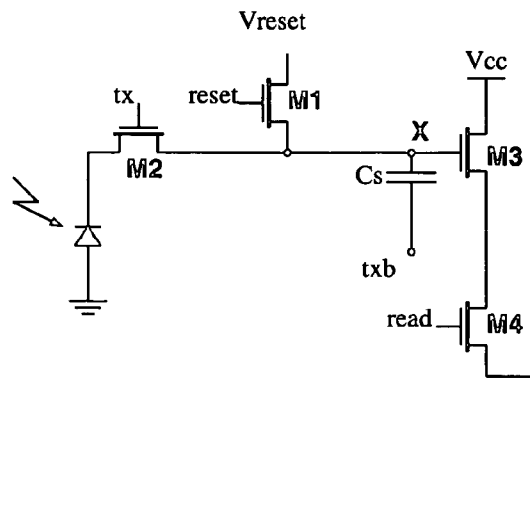 Vreset
Vcc
tx
reset
M1
X
M2
Cs
M3
txb
read
M4